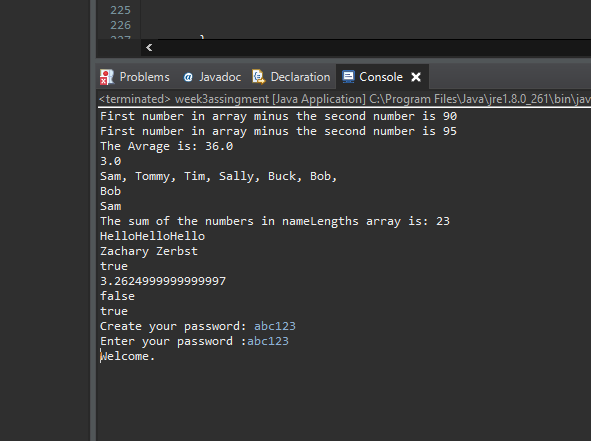 225
226
227
Problems @ Javadoc Declaration Console
<terminated> week3assingment [Java Application] C:\Program Files\Java\jre1.8.0_261\bin\jav
First number in array minus the second number is 90
First number in array minus the second number is 95
The Avrage is: 36.0
3.0
Sam, Tommy, Tim, Sally, Buck, Bob,
Bob
Sam
The sum of the numbers in nameLengths array is: 23
HelloHelloHello
Zachary Zerbst
true
3.2624999999999997
false
true
Create your password: abc123
Enter your password :abc123
Welcome.